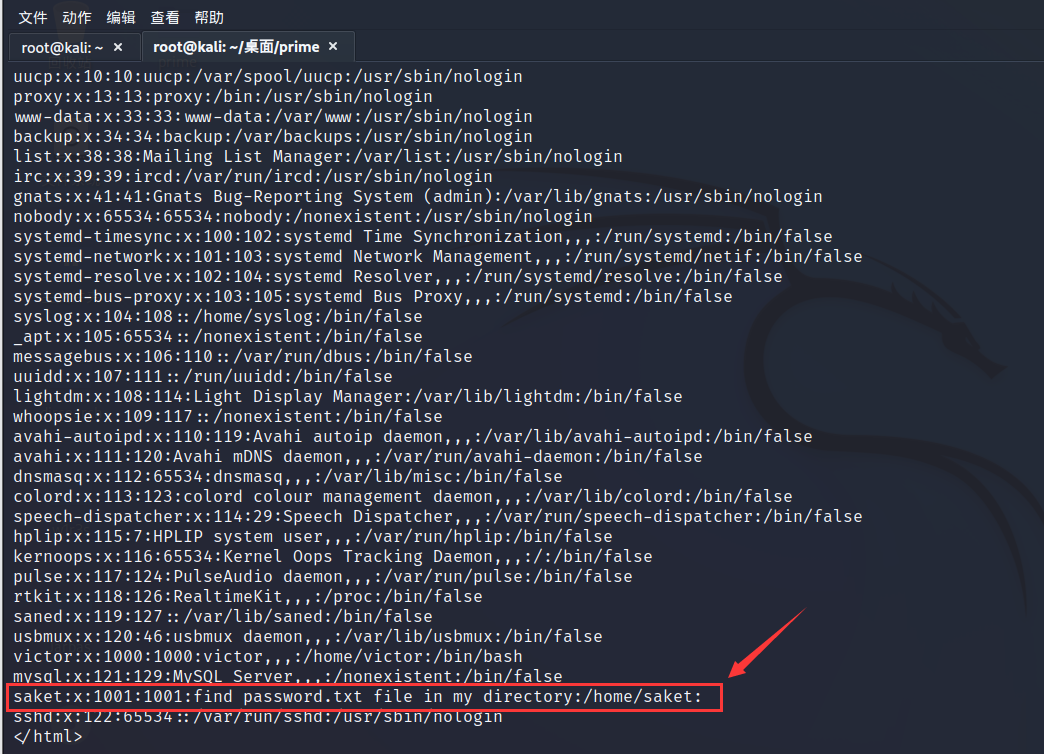 文件 动作 编辑 查看 帮助
root@kali: ~ × root@kali: ~/桌面/prime ×
uucp:x:10:10:uucp:/var/spool/uucp:/usr/sbin/nologin
proxy:x:13:13:proxy:/bin:/usr/sbin/nologin
www-data:x:33:33:www-data:/var/www:/usr/sbin/nologin
backup:x:34:34:backup:/var/backups:/usr/sbin/nologin
list:x:38:38:Mailing List Manager:/var/list:/usr/sbin/nologin
irc:x:39:39:ircd:/var/run/ircd:/usr/sbin/nologin
gnats:x:41:41:Gnats Bug-Reporting System (admin):/var/lib/gnats:/usr/sbin/nologin
nobody:x:65534:65534:nobody:/nonexistent:/usr/sbin/nologin
systemd-timesync:x:100:102:systemd Time Synchronization,,,:/run/systemd:/bin/false
systemd-network:x:101:103:systemd Network Management,,,:/run/systemd/netif:/bin/false
systemd-resolve:x:102:104:systemd Resolver,,,:/run/systemd/resolve:/bin/false
systemd-bus-proxy:x:103:105:systemd Bus Proxy,,,:/run/systemd:/bin/false
syslog:x:104:108::/home/syslog:/bin/false
_apt:x:105:65534::/nonexistent:/bin/false
messagebus:x:106:110::/var/run/dbus:/bin/false
uuidd:x:107:111::/run/uuidd:/bin/false
lightdm:x:108:114:Light Display Manager:/var/lib/lightdm:/bin/false
whoopsie:x:109:117::/nonexistent:/bin/false
avahi-autoipd:x:110:119:Avahi autoip daemon,,,:/var/lib/avahi-autoipd:/bin/false
avahi:x:111:120:Avahi mDNS daemon,,,:/var/run/avahi-daemon:/bin/false
dnsmasq:x:112:65534:dnsmasq,,,:/var/lib/misc:/bin/false
colord:x:113:123:colord colour management daemon,,,:/var/lib/colord:/bin/false
speech-dispatcher:x:114:29:Speech Dispatcher,,,:/var/run/speech-dispatcher:/bin/false
hplip:x:115:7:HPLIP system user,,,:/var/run/hplip:/bin/false
kernoops:x:116:65534:Kernel Oops Tracking Daemon,,,:/:/bin/false
pulse:x:117:124:PulseAudio daemon,,,:/var/run/pulse:/bin/false
rtkit:x:118:126:RealtimeKit,,,:/proc:/bin/false
saned:x:119:127::/var/lib/saned:/bin/false
usbmux:x:120:46:usbmux daemon,,,:/var/lib/usbmux:/bin/false
victor:x:1000:1000:victor,,,:/home/victor:/bin/bash
mysql:x:121:129:MySQL Server,,,:/nonexistent:/bin/false
saket:x:1001:1001:find password.txt file in my directory:/home/saket:
sshd:x:122:65534::/var/run/sshd:/usr/sbin/nologin
</html>